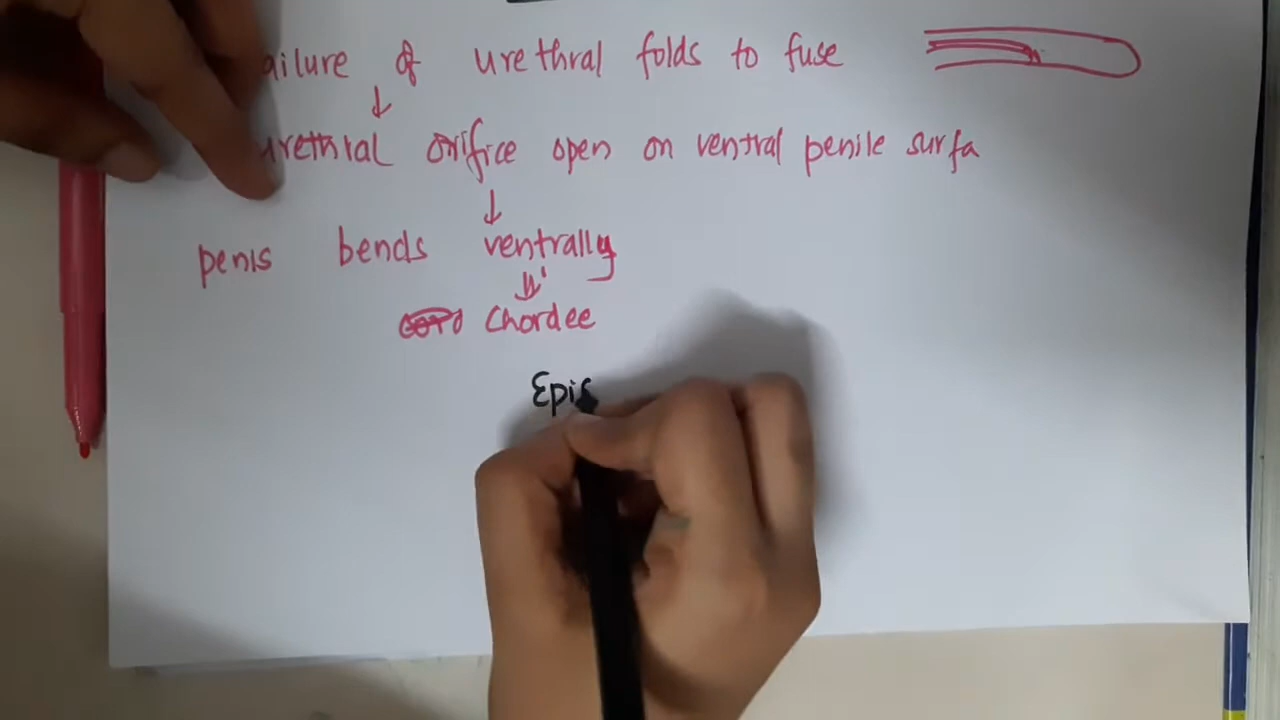 ailure of urethral folds to fuse
urethral orifice open on ventral penile surfa
penis bends ventrally
Chordee
Epis